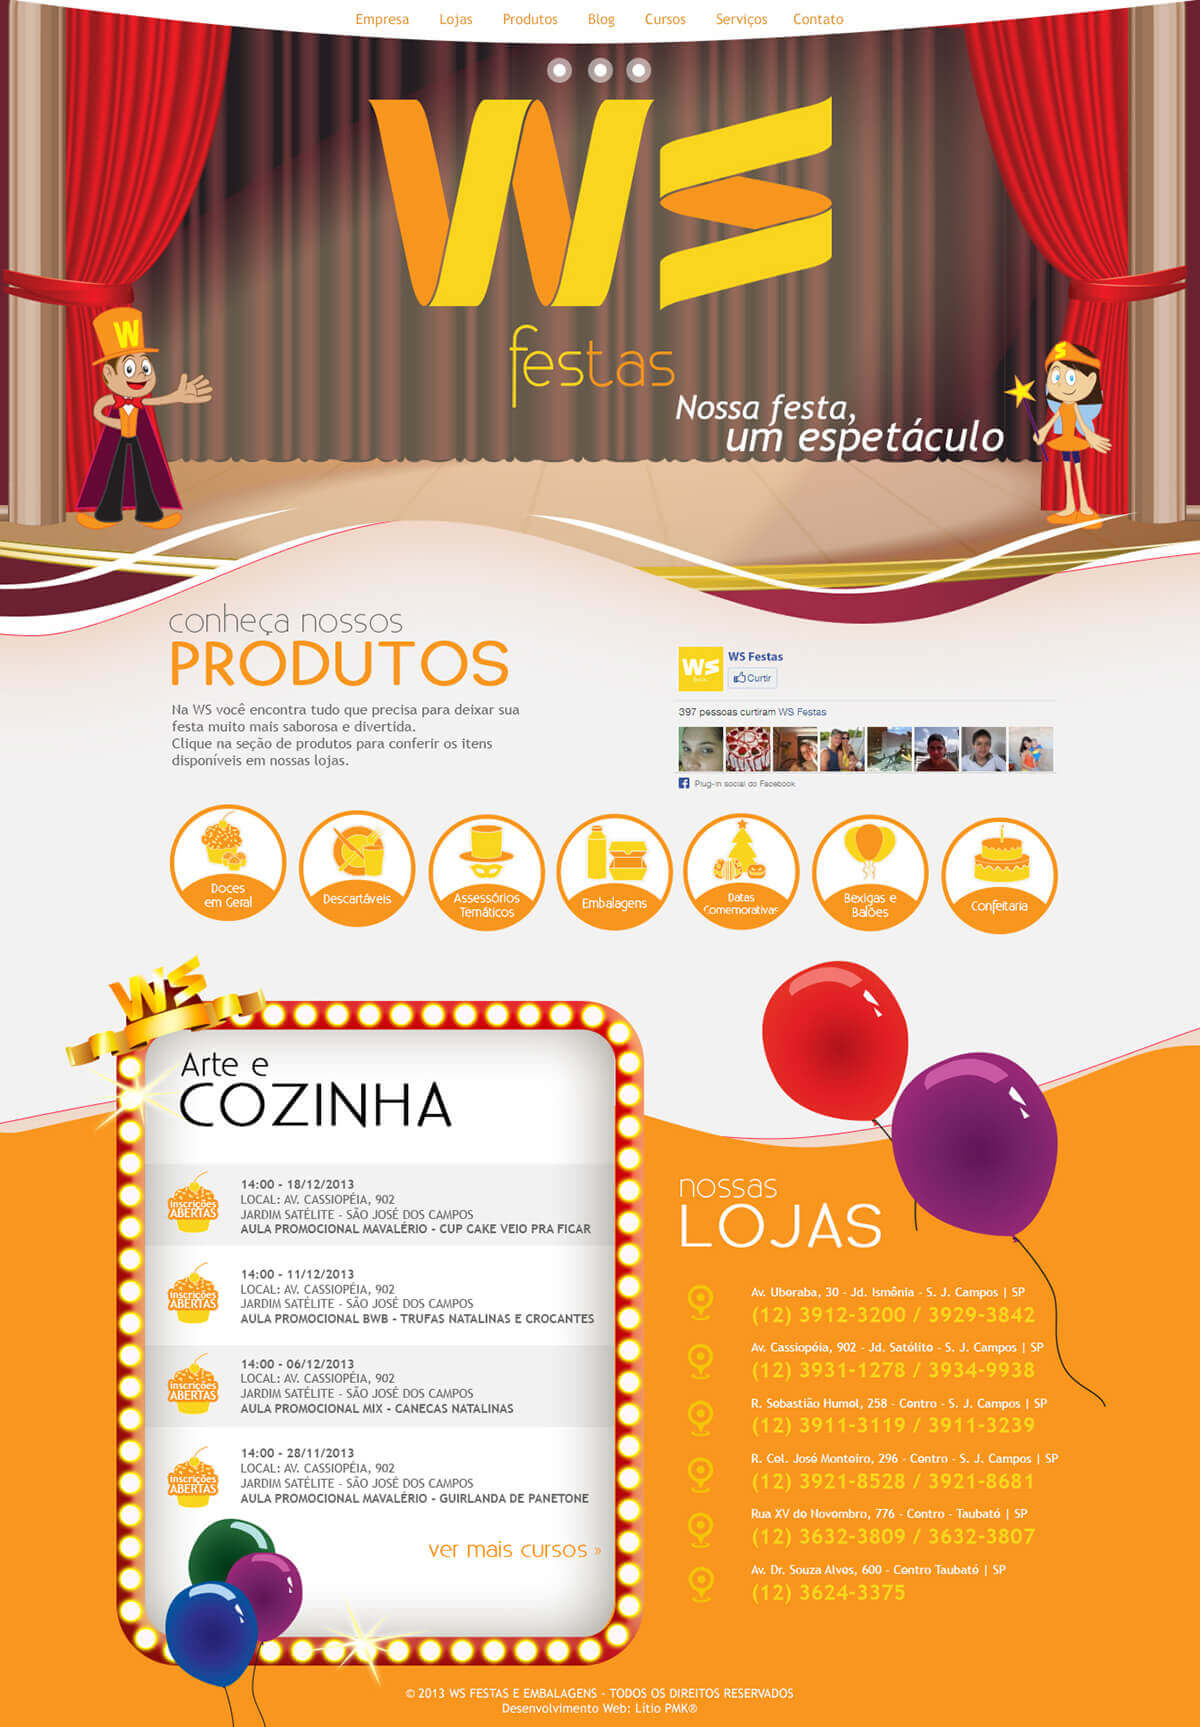 Empresa Lojas Produtos Blog Cursos Serviços Contato
WS
festas
Nossa festa,
um espetáculo
W
S
conheça nossos
PRODUTOS
Na WS você encontra tudo que precisa para deixar sua
festa muito mais saborosa e divertida.
Clique na seção de produtos para conferir os itens
disponíveis em nossas lojas.
WS
WS Festas
Curtir
397 pessoas curtiram WS Festas
Plug-in social do Facebook
Doces
em Geral
Descartáveis
Assessórios
Temáticos
Embalagens
Datas
Comemorativas
Bexigas e
Balões
Confeitaria
WS
Arte e
COZINHA
inscrições
ABERTAS
14:00 - 18/12/2013
LOCAL: AV. CASSIOPÉIA, 902
JARDIM SATÉLITE - SÃO JOSÉ DOS CAMPOS
AULA PROMOCIONAL MAVALÉRIO - CUP CAKE VEIO PRA FICAR
inscrições
ABERTAS
14:00 - 11/12/2013
LOCAL: AV. CASSIOPÉIA, 902
JARDIM SATÉLITE - SÃO JOSÉ DOS CAMPOS
AULA PROMOCIONAL BWB - TRUFAS NATALINAS E CROCANTES
inscrições
ABERTAS
14:00 - 06/12/2013
LOCAL: AV. CASSIOPÉIA, 902
JARDIM SATÉLITE - SÃO JOSÉ DOS CAMPOS
AULA PROMOCIONAL MIX - CANECAS NATALINAS
inscrições
ABERTAS
14:00 - 28/11/2013
LOCAL: AV. CASSIOPÉIA, 902
JARDIM SATÉLITE - SÃO JOSÉ DOS CAMPOS
AULA PROMOCIONAL MAVALÉRIO - GUIRLANDA DE PANETONE
ver mais cursos »
nossas
LOJAS
Av. Uberaba, 30 - Jd. Ismênia - S. J. Campos | SP
(12) 3912-3200 / 3929-3842
Av. Cassiopéia, 902 - Jd. Satélite - S. J. Campos | SP
(12) 3931-1278 / 3934-9938
R. Sebastião Humel, 258 - Centro - S. J. Campos | SP
(12) 3911-3119 / 3911-3239
R. Cel. José Monteiro, 296 - Centro - S. J. Campos | SP
(12) 3921-8528 / 3921-8681
Rua XV de Novembro, 776 - Centro - Taubaté | SP
(12) 3632-3809 / 3632-3807
Av. Dr. Souza Alves, 600 - Centro Taubaté | SP
(12) 3624-3375
© 2013 WS FESTAS E EMBALAGENS - TODOS OS DIREITOS RESERVADOS
Desenvolvimento Web: Lítio PMK®